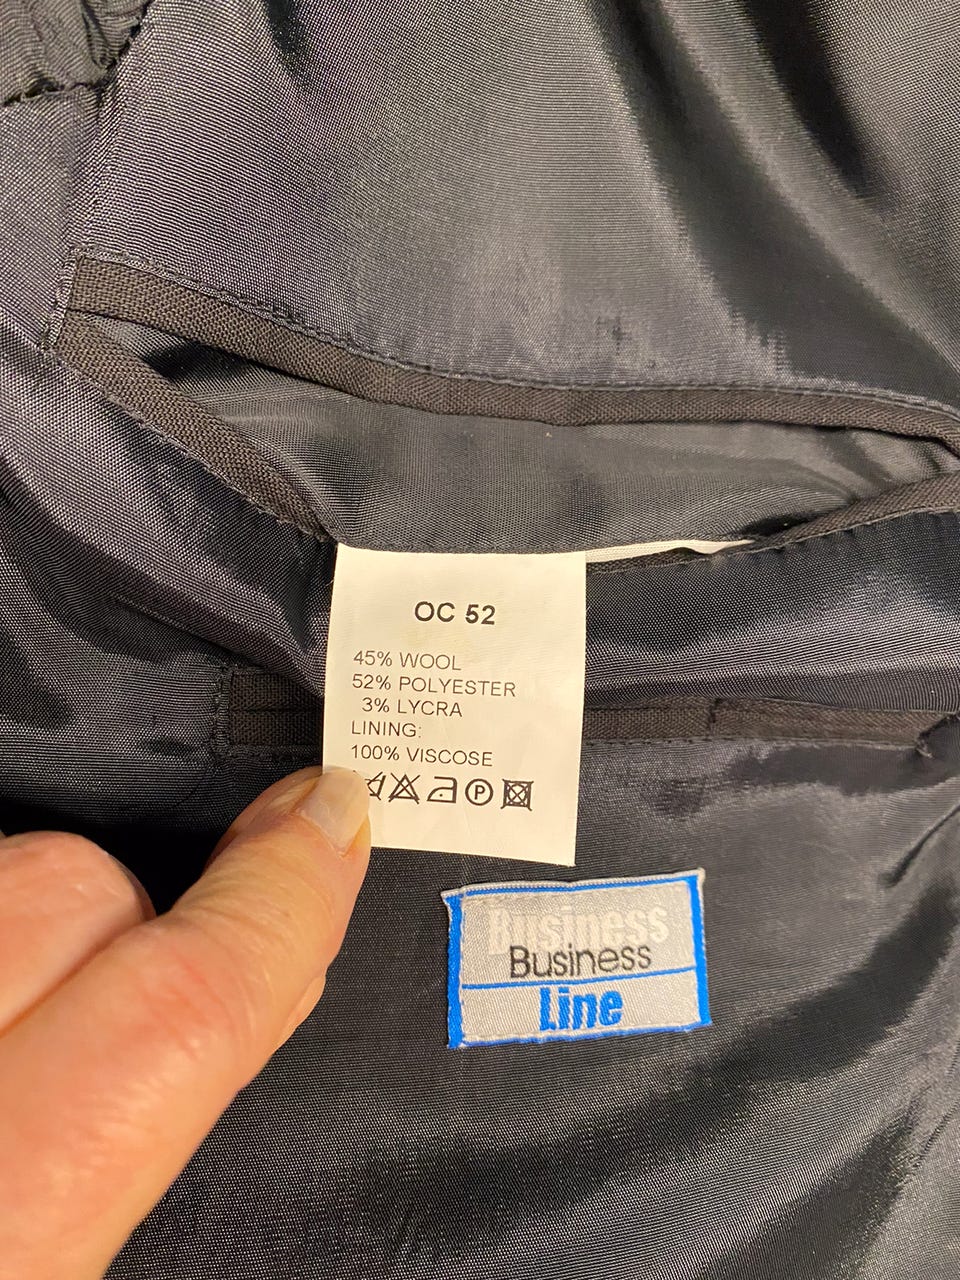 OC 52
45% WOOL
52% POLYESTER
3% LYCRA
LINING:
100% VISCOSE
P
Business
Business
Line